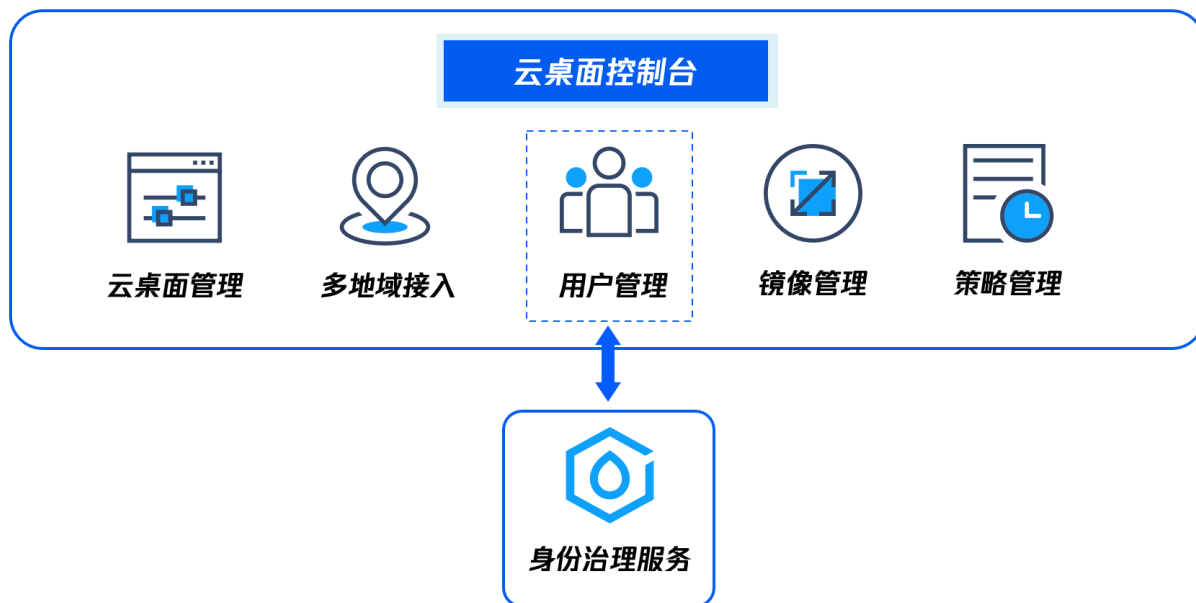 云桌面控制台
云桌面管理
多地域接入
用户管理
镜像管理
策略管理
身份治理服务